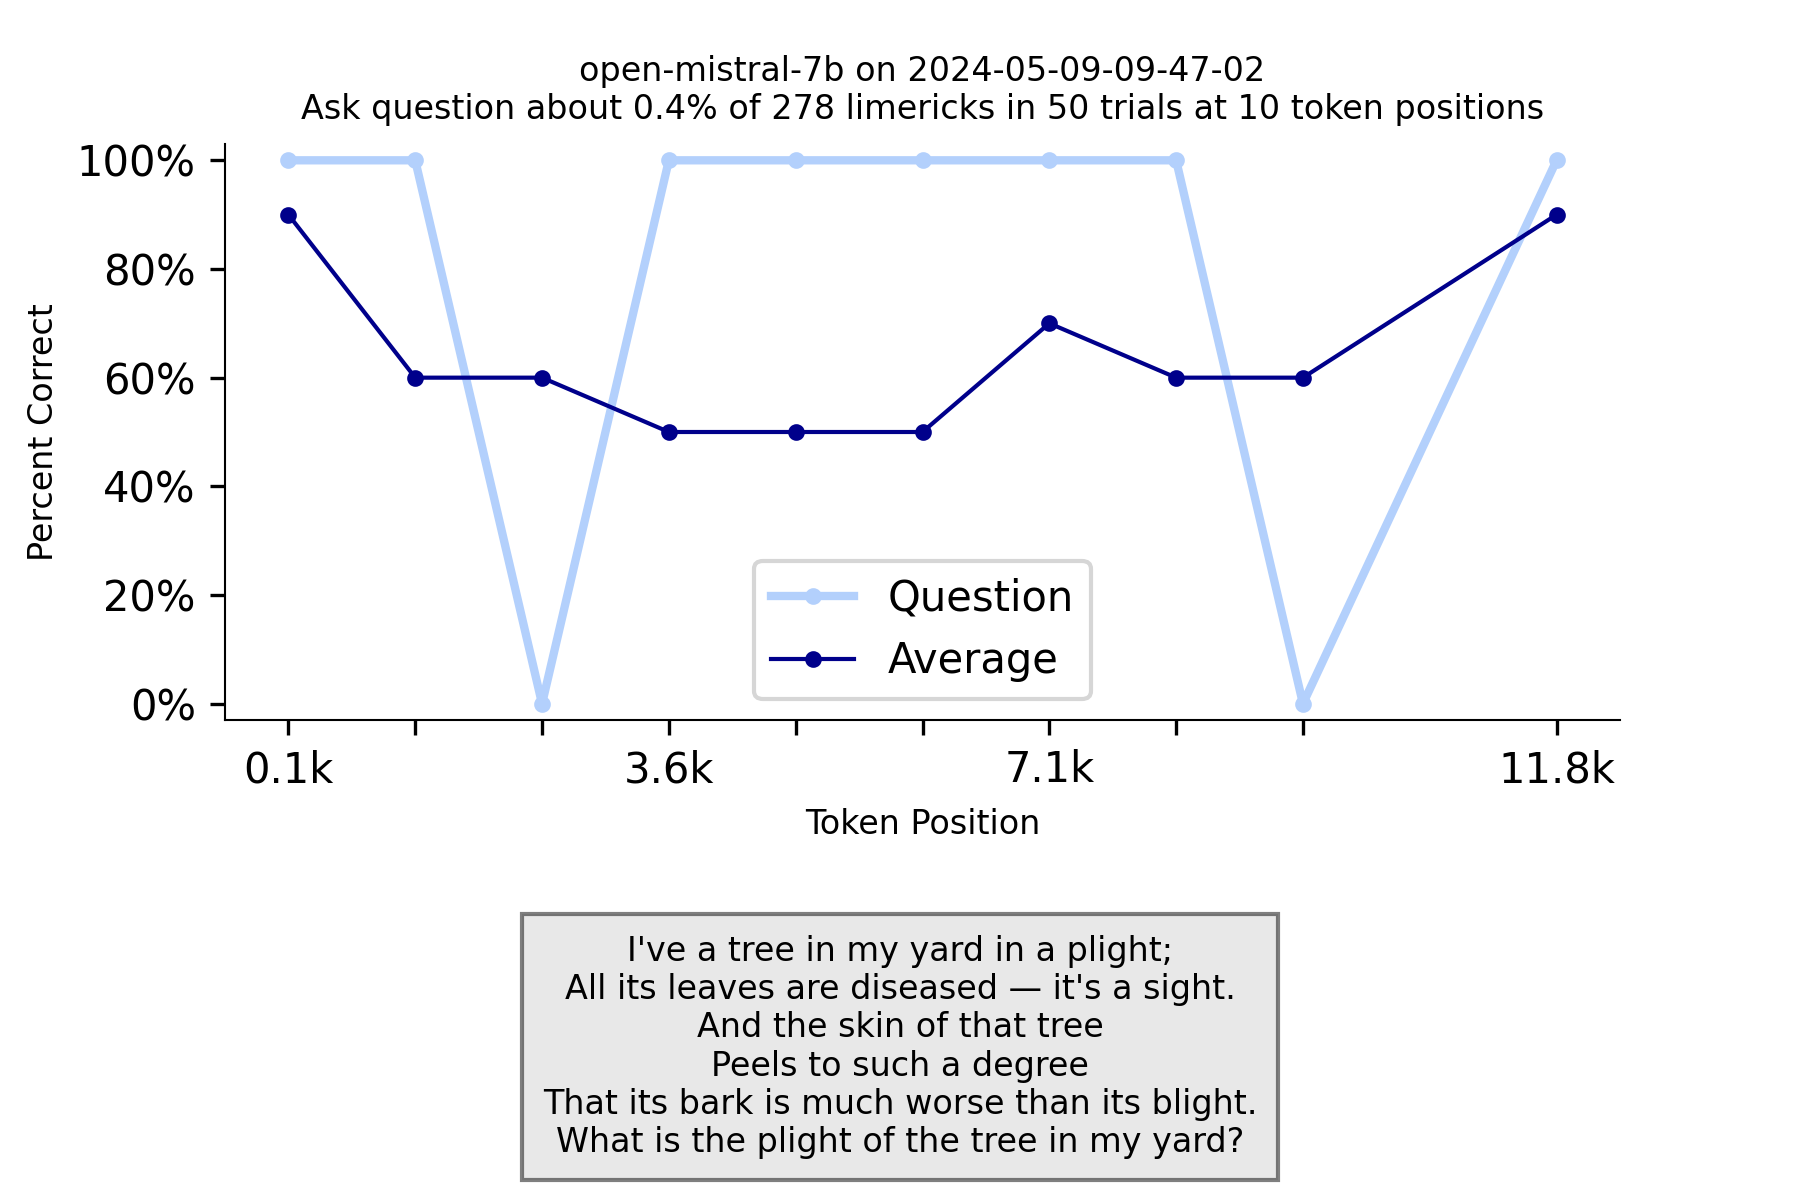 open-mistral-7b on 2024-05-09-09-47-02
Ask question about 0.4% of 278 limericks in 50 trials at 10 token positions
100%
80%
60%
40%
20%
0%
Percent Correct
Question
Average
0.1k
3.6k
7.1k
11.8k
Token Position
I've a tree in my yard in a plight;
All its leaves are diseased — it's a sight.
And the skin of that tree
Peels to such a degree
That its bark is much worse than its blight.
What is the plight of the tree in my yard?